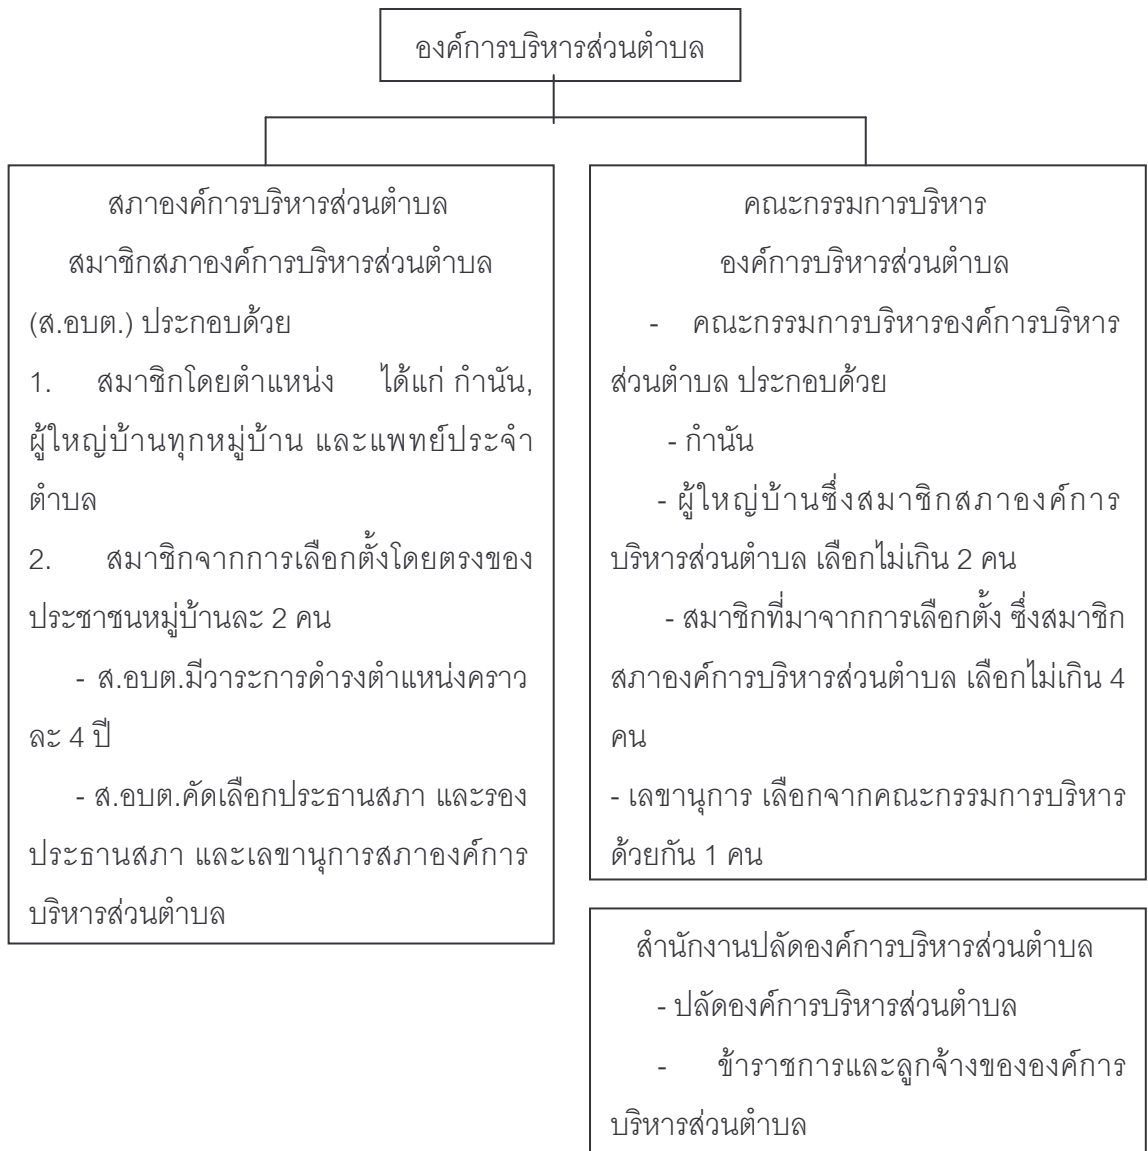 องค์การบริหารส่วนตำบล
สภาองค์การบริหารส่วนตำบล
สมาชิกสภาองค์การบริหารส่วนตำบล
(ส.อบต.) ประกอบด้วย
1. สมาชิกโดยตำแหน่ง ได้แก่ กำนัน,
ผู้ใหญ่บ้านทุกหมู่บ้าน และแพทย์ประจำ
ตำบล
2. สมาชิกจากการเลือกตั้งโดยตรงของ
ประชาชนหมู่บ้านละ 2 คน
- ส.อบต.มีวาระการดำรงตำแหน่งคราว
ละ 4 ปี
- ส.อบต.คัดเลือกประธานสภา และรอง
ประธานสภา และเลขานุการสภาองค์การ
บริหารส่วนตำบล
คณะกรรมการบริหาร
องค์การบริหารส่วนตำบล
- คณะกรรมการบริหารองค์การบริหาร
ส่วนตำบล ประกอบด้วย
- กำนัน
- ผู้ใหญ่บ้านซึ่งสมาชิกสภาองค์การ
บริหารส่วนตำบล เลือกไม่เกิน 2 คน
- สมาชิกที่มาจากการเลือกตั้ง ซึ่งสมาชิก
สภาองค์การบริหารส่วนตำบล เลือกไม่เกิน 4
คน
- เลขานุการ เลือกจากคณะกรรมการบริหาร
ด้วยกัน 1 คน
สำนักงานปลัดองค์การบริหารส่วนตำบล
- ปลัดองค์การบริหารส่วนตำบล
- ข้าราชการและลูกจ้างขององค์การ
บริหารส่วนตำบล